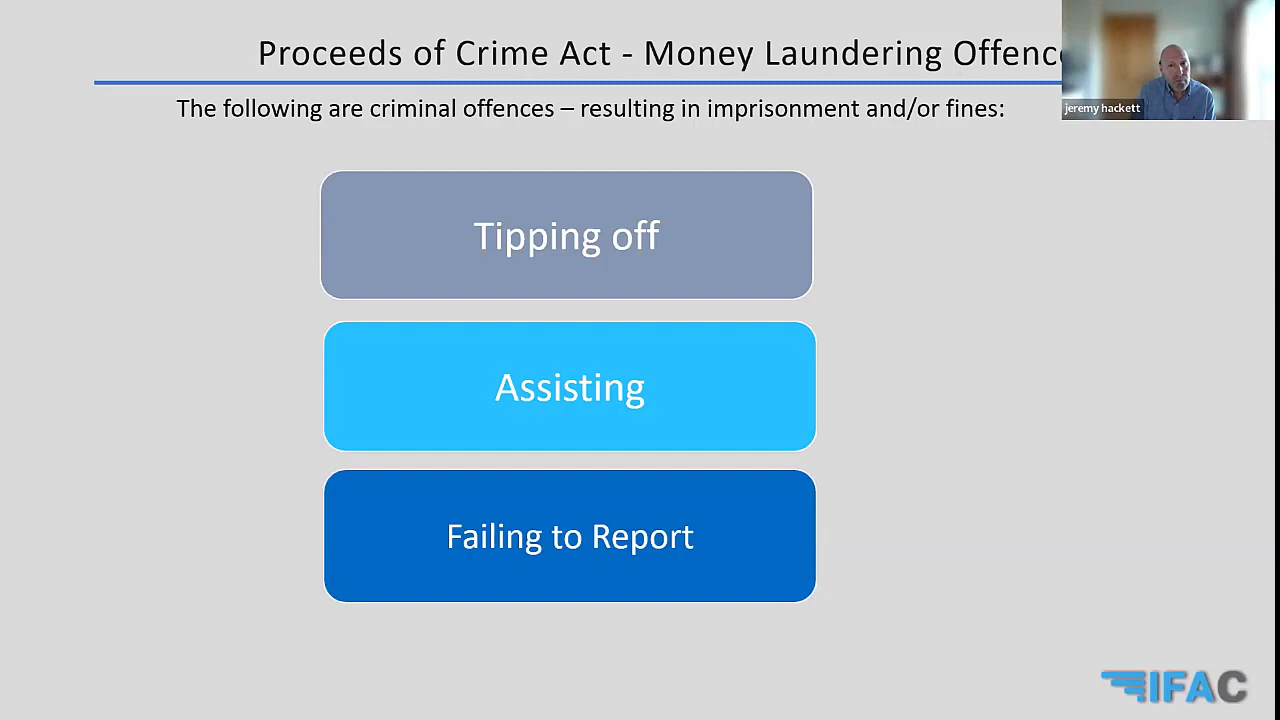 Proceeds of Crime Act - Money Laundering Offenc
jeremy hackett
The following are criminal offences – resulting in imprisonment and/or fines:
Tipping off
Assisting
Failing to Report
IFAC